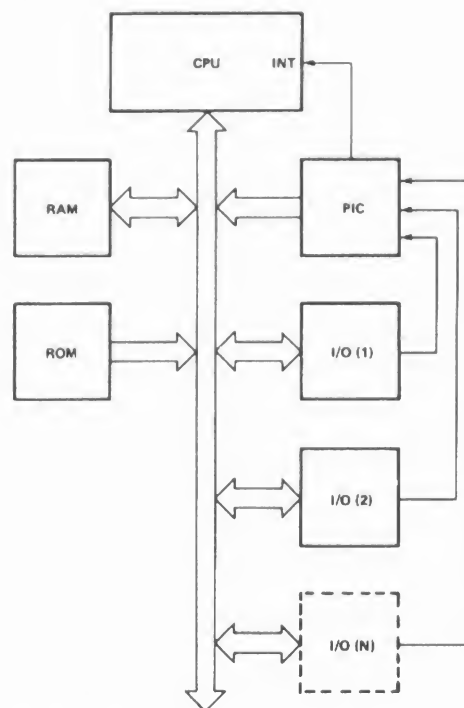 CPU INT
RAM
PIC
ROM
I/O (1)
I/O (2)
I/O (N)